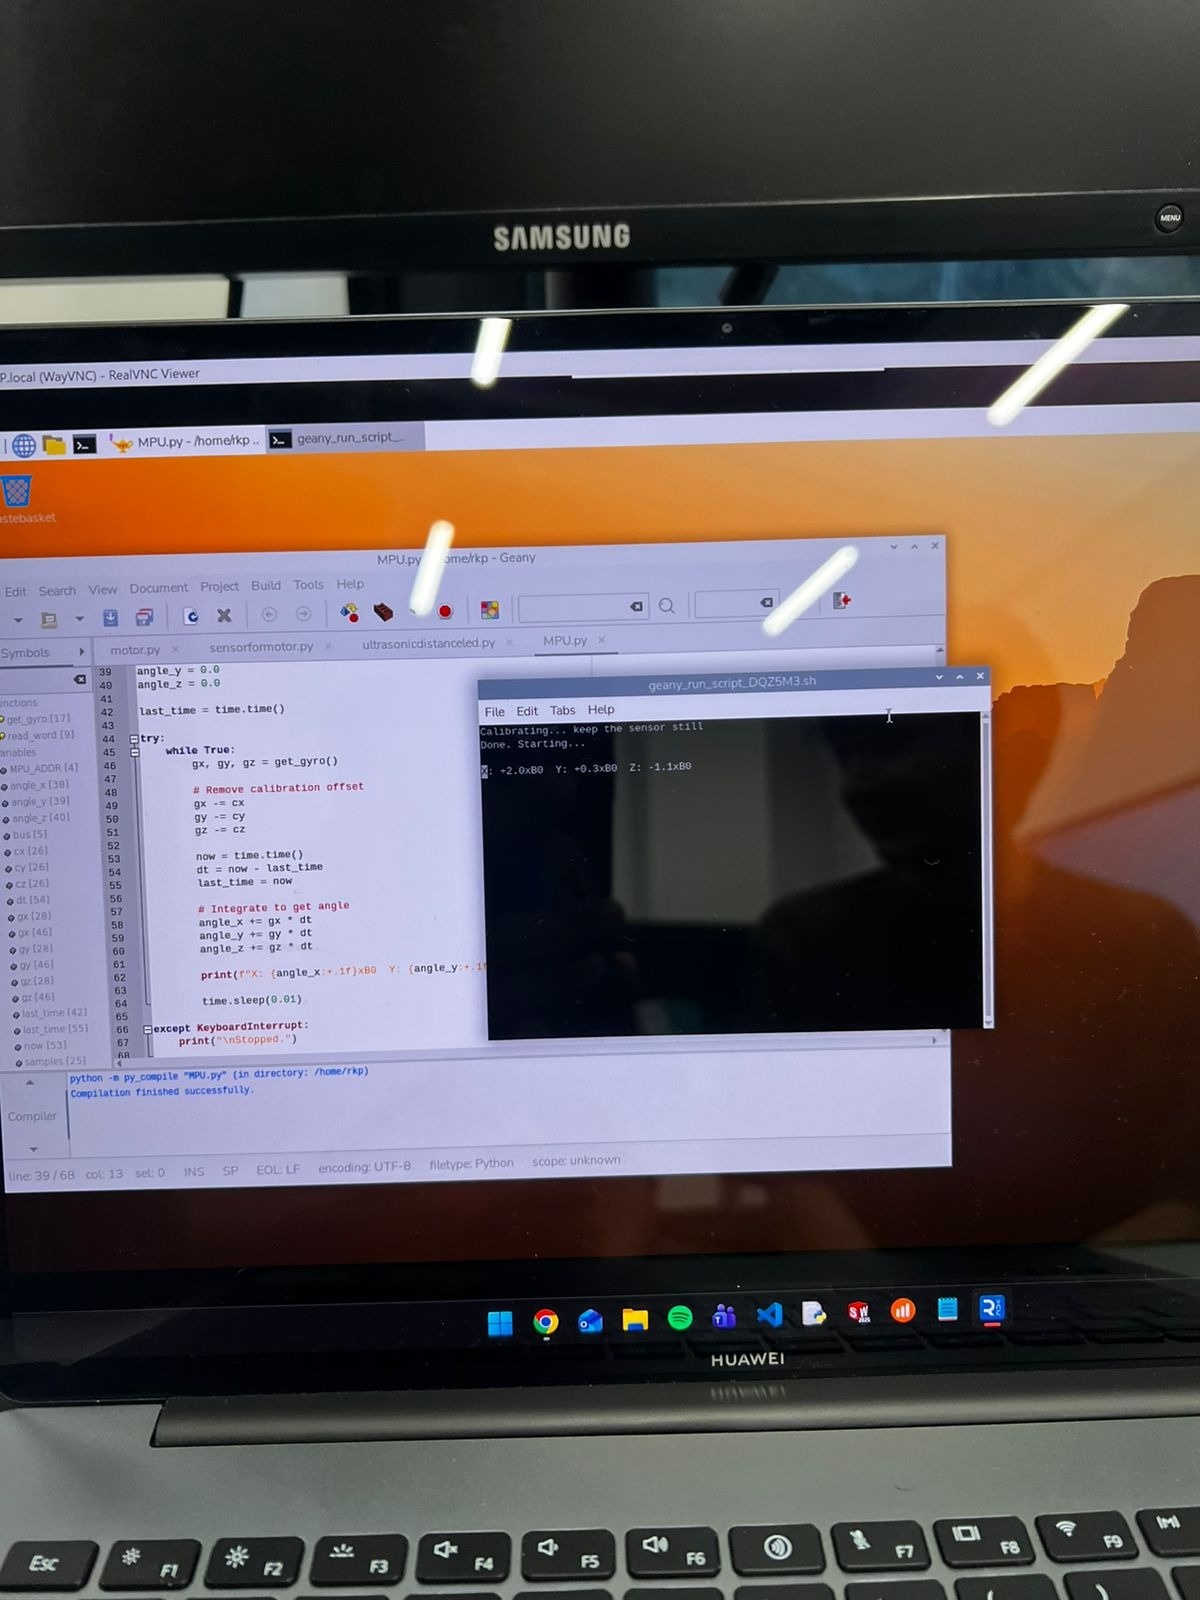 SAMSUNG
MENU
P.local (WayVNC) - RealVNC Viewer
MPU.py - /home/rkp ..
geany_run_script_...
stebasket
MPU.py ome/rkp - Geany
Edit Search View Document Project Build Tools Help
Symbols
motor.py
sensorformotor.py
ultrasonicdistanceled.py
MPU.py
nctions
get_gyro [17]
read_word [9]
ariables
MPU_ADDR [4]
angle_x [38]
angle_y [39]
angle_z [40]
bus [5]
cx [26]
cy [26]
cz [26]
dt [54]
gx [28]
gx [46]
gy [28]
gy [46]
gz [28]
gz [46]
last_time [42]
last_time [55]
now [53]
samples [25]
39 angle_y = 0.0
40 angle_z = 0.0
41
42 last_time = time.time()
43
44 try:
45 while True:
46 gx, gy, gz = get_gyro()
47
48 # Remove calibration offset
49 gx -= cx
50 gy -= cy
51 gz -= cz
52
53 now = time.time()
54 dt = now - last_time
55 last_time = now
56
57 # Integrate to get angle
58 angle_x += gx * dt
59 angle_y += gy * dt
60 angle_z += gz * dt
61
62 print(f"X: {angle_x:+.1f}xB0 Y: {angle_y:+.1f
63
64 time.sleep(0.01)
65
66 except KeyboardInterrupt:
67 print("\nStopped.")
68
geany_run_script_DQZ5M3.sh
File Edit Tabs Help
Calibrating... keep the sensor still
Done. Starting...
X: +2.0xB0 Y: +0.3xB0 Z: -1.1xB0
python -m py_compile "MPU.py" (in directory: /home/rkp)
Compilation finished successfully.
Compiler
line: 39 / 68 col: 13 sel: 0 INS SP EOL: LF encoding: UTF-8 filetype: Python scope: unknown
HUAWEI
Esc F1 F2 F3 F4 F5 F6 F7 F8 F9